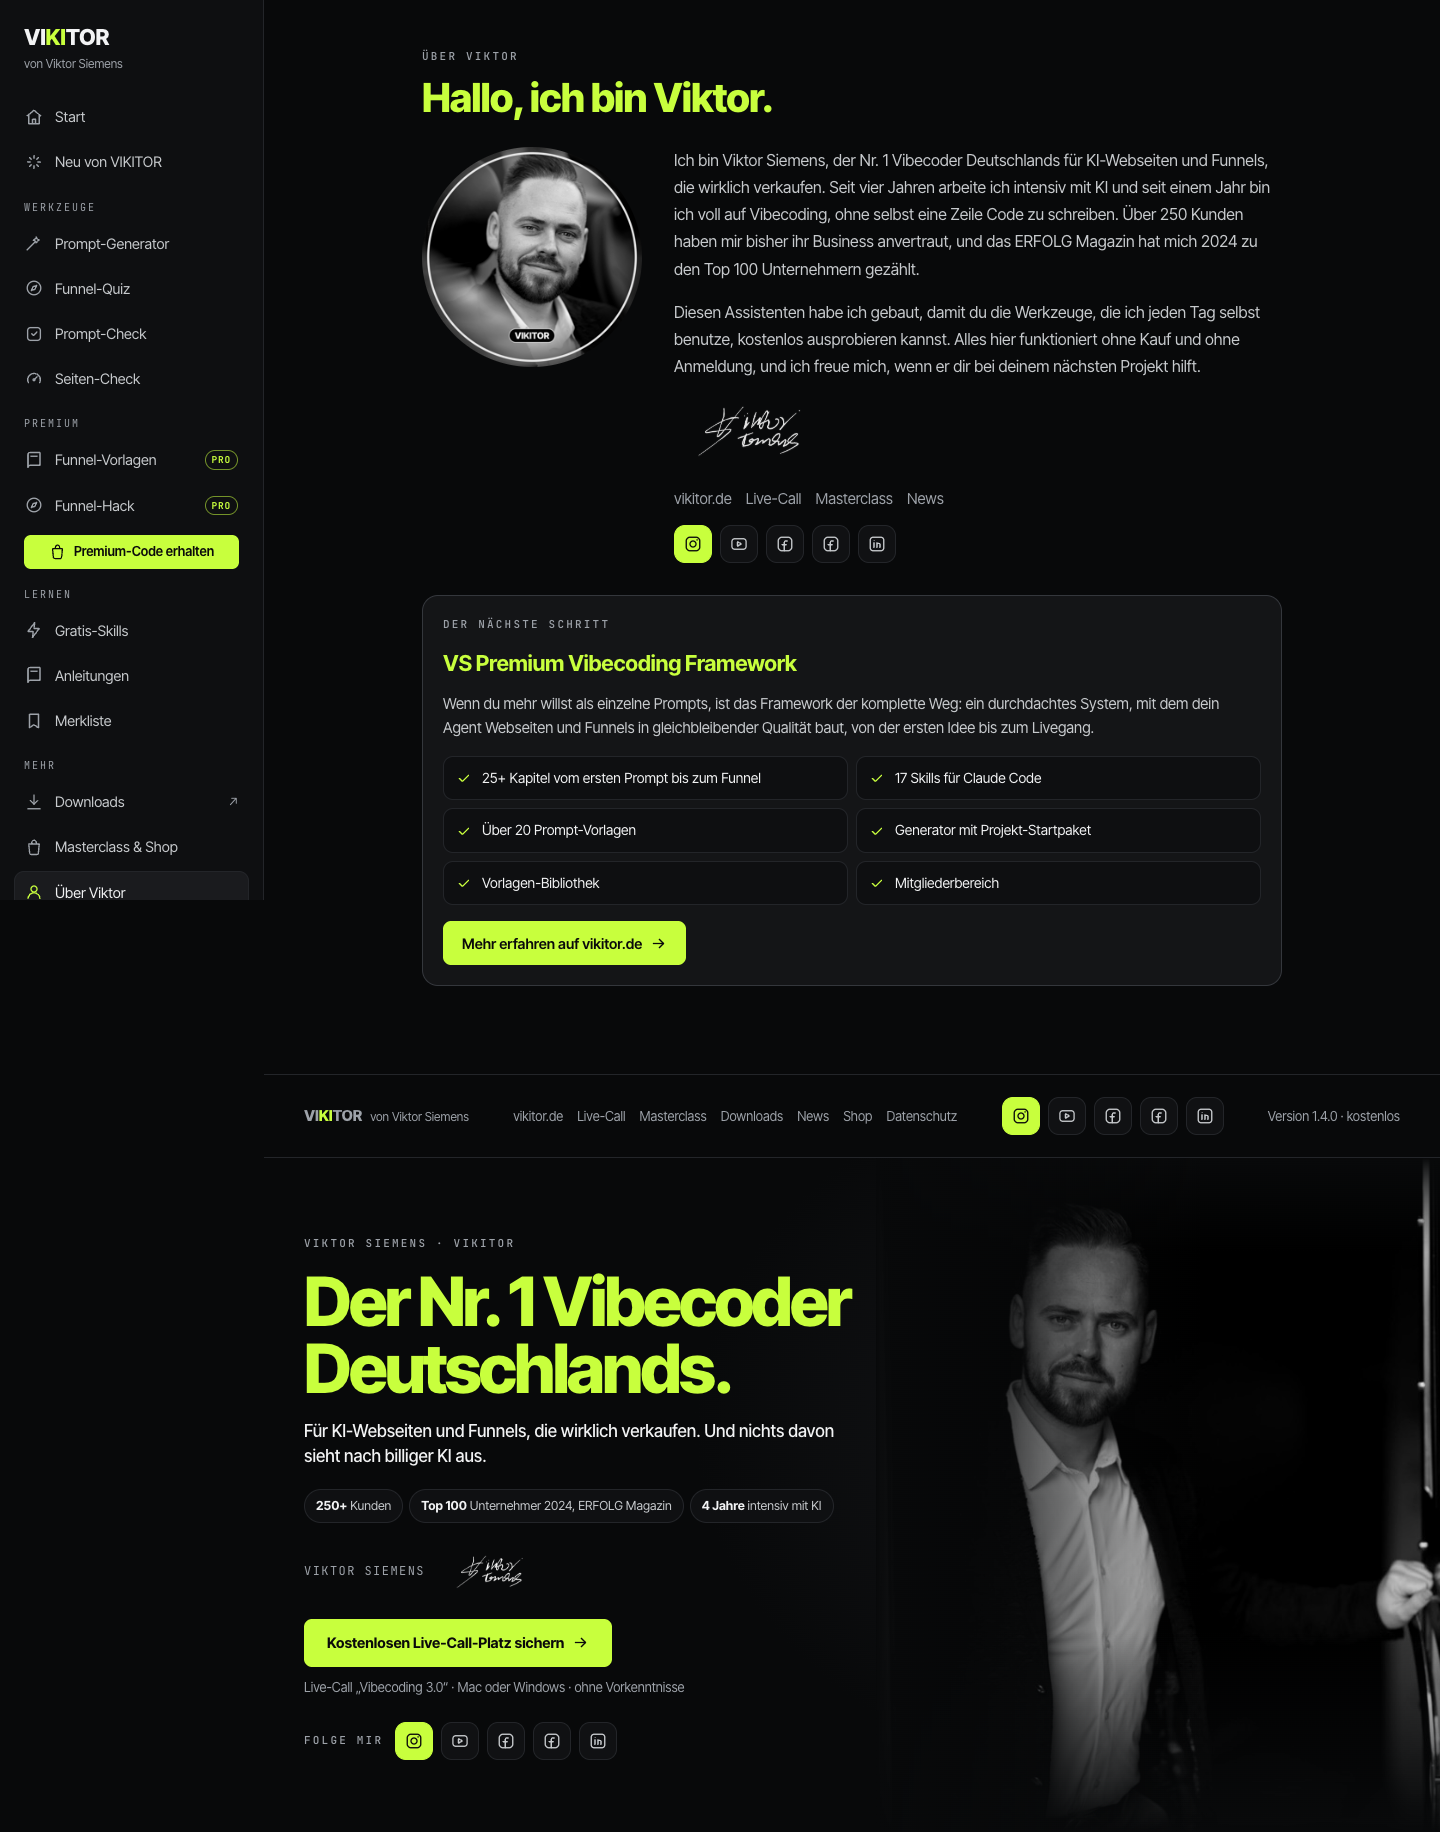 VIKITOR
von Viktor Siemens
Start
Neu von VIKITOR
WERKZEUGE
Prompt-Generator
Funnel-Quiz
Prompt-Check
Seiten-Check
PREMIUM
Funnel-Vorlagen PRO
Funnel-Hack PRO
Premium-Code erhalten
LERNEN
Gratis-Skills
Anleitungen
Merkliste
MEHR
Downloads
Masterclass & Shop
Über Viktor
ÜBER VIKTOR
Hallo, ich bin Viktor.
VIKITOR
Ich bin Viktor Siemens, der Nr. 1 Vibecoder Deutschlands für KI-Webseiten und Funnels,
die wirklich verkaufen. Seit vier Jahren arbeite ich intensiv mit KI und seit einem Jahr bin
ich voll auf Vibecoding, ohne selbst eine Zeile Code zu schreiben. Über 250 Kunden
haben mir bisher ihr Business anvertraut, und das ERFOLG Magazin hat mich 2024 zu
den Top 100 Unternehmern gezählt.
Diesen Assistenten habe ich gebaut, damit du die Werkzeuge, die ich jeden Tag selbst
benutze, kostenlos ausprobieren kannst. Alles hier funktioniert ohne Kauf und ohne
Anmeldung, und ich freue mich, wenn er dir bei deinem nächsten Projekt hilft.
vikitor.de Live-Call Masterclass News
DER NÄCHSTE SCHRITT
VS Premium Vibecoding Framework
Wenn du mehr willst als einzelne Prompts, ist das Framework der komplette Weg: ein durchdachtes System, mit dem dein
Agent Webseiten und Funnels in gleichbleibender Qualität baut, von der ersten Idee bis zum Livegang.
25+ Kapitel vom ersten Prompt bis zum Funnel
17 Skills für Claude Code
Über 20 Prompt-Vorlagen
Generator mit Projekt-Startpaket
Vorlagen-Bibliothek
Mitgliederbereich
Mehr erfahren auf vikitor.de
VIKITOR von Viktor Siemens
vikitor.de Live-Call Masterclass Downloads News Shop Datenschutz
Version 1.4.0 · kostenlos
VIKTOR SIEMENS · VIKITOR
Der Nr. 1 Vibecoder
Deutschlands.
Für KI-Webseiten und Funnels, die wirklich verkaufen. Und nichts davon
sieht nach billiger KI aus.
250+ Kunden
Top 100 Unternehmer 2024, ERFOLG Magazin
4 Jahre intensiv mit KI
VIKTOR SIEMENS
Kostenlosen Live-Call-Platz sichern
Live-Call „Vibecoding 3.0“ · Mac oder Windows · ohne Vorkenntnisse
FOLGE MIR